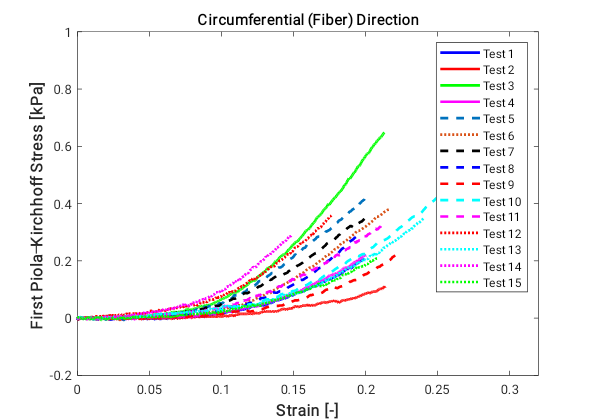 Circumferential (Fiber) Direction
First Piola-Kirchhoff Stress [kPa]
1
0.8
0.6
0.4
0.2
0
-0.2
0
0.05
0.1
0.15
0.2
0.25
0.3
Strain [-]
Test 1
Test 2
Test 3
Test 4
Test 5
Test 6
Test 7
Test 8
Test 9
Test 10
Test 11
Test 12
Test 13
Test 14
Test 15